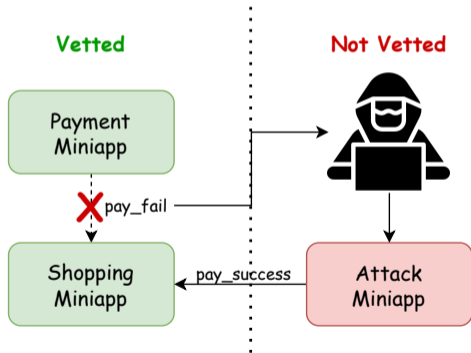 Vetted
Not Vetted
Payment
Miniapp
pay_fail
Shopping
Miniapp
pay_success
Attack
Miniapp